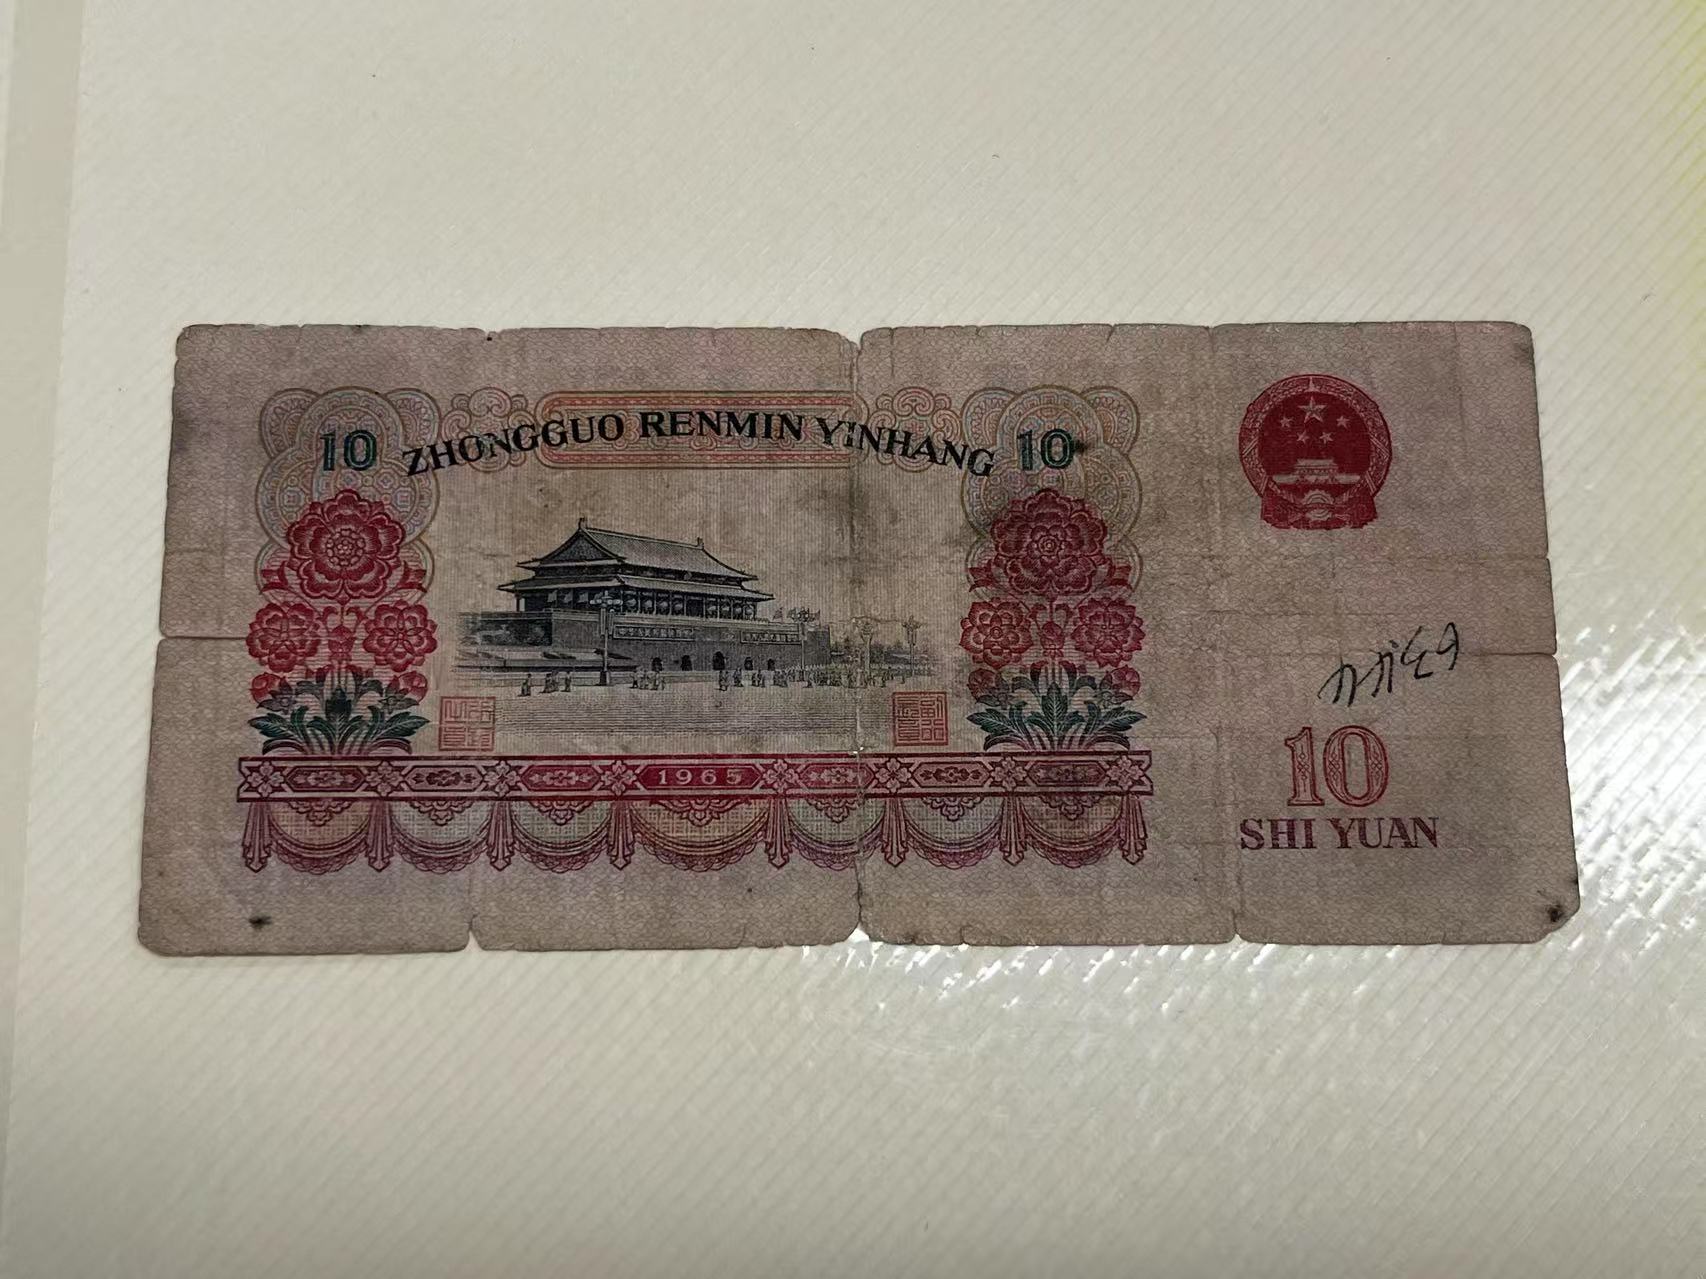 10 ZHONGGUO RENMIN YINHANG 10
1965
10
SHI YUAN